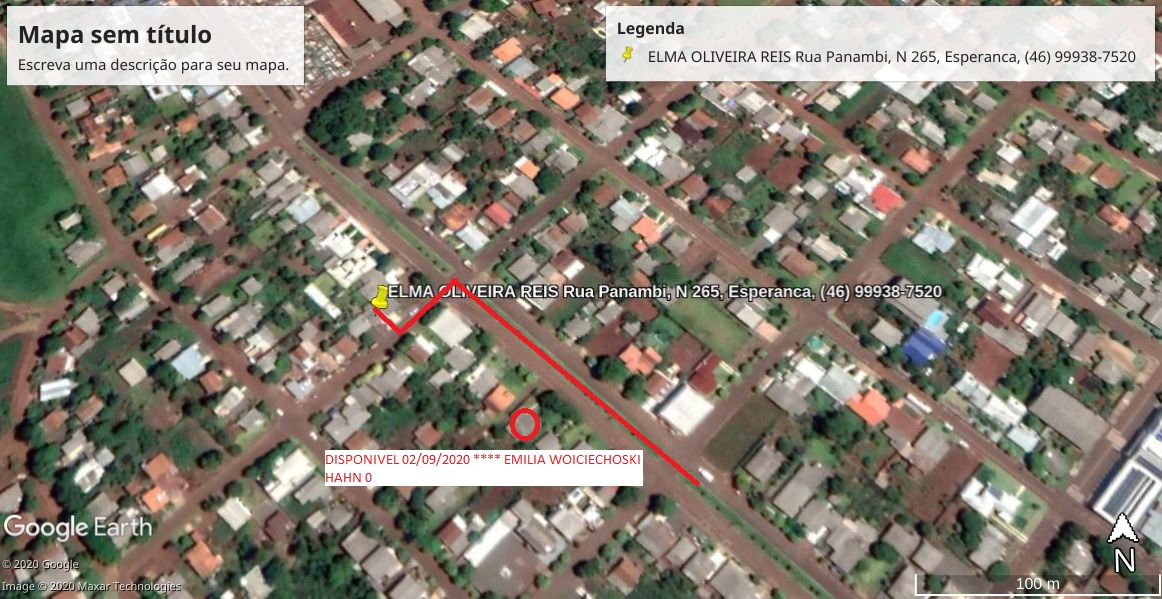 Mapa sem título
Escreva uma descrição para seu mapa.
Legenda
ELMA OLIVEIRA REIS Rua Panambi, N 265, Esperanca, (46) 99938-7520
ELMA OLIVEIRA REIS Rua Panambi, N 265, Esperanca, (46) 99938-7520
DISPONIVEL 02/09/2020 **** EMILIA WOICIECHOSKI
HAHN 0
Google Earth
© 2020 Google
Image © 2020 Maxar Technologies
N
100 m